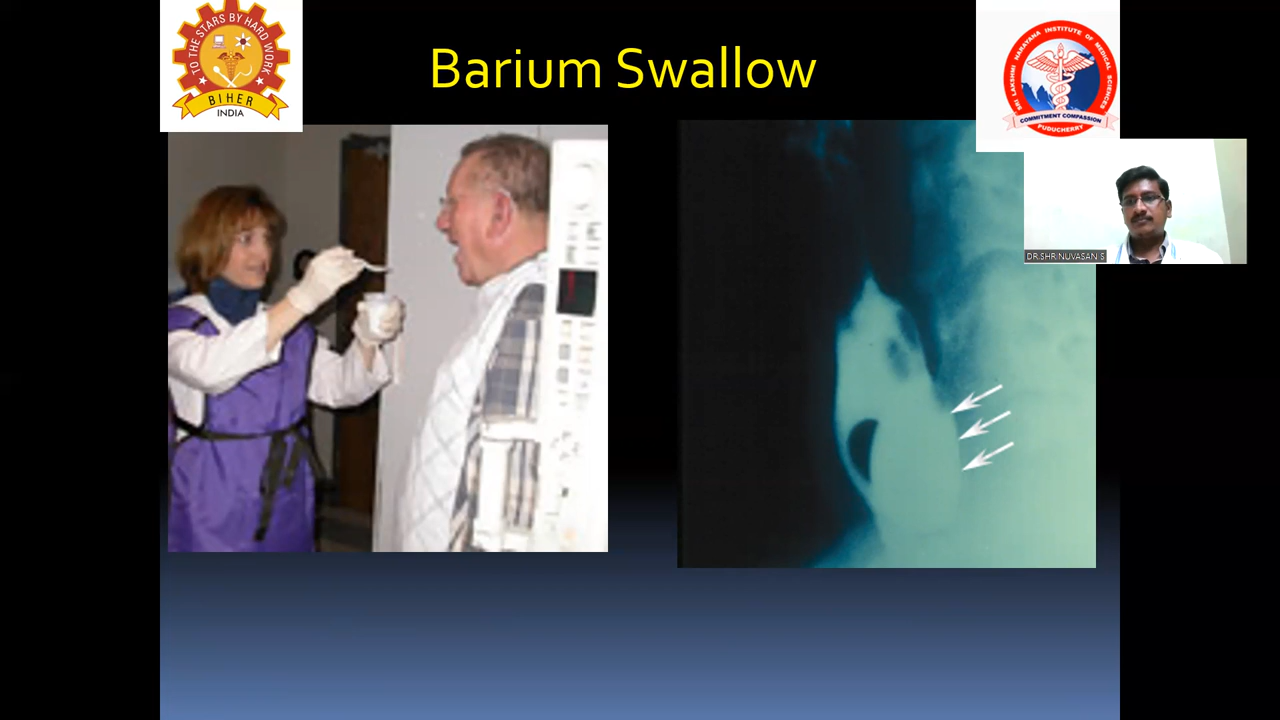 TO THE STARS BY HARD WORK
BIHER
INDIA
Barium Swallow
SRI LAKSHMI NARAYANA INSTITUTE OF MEDICAL SCIENCES
COMMITMENT COMPASSION
PUDUCHERRY
DR.SHRINUVASAN S